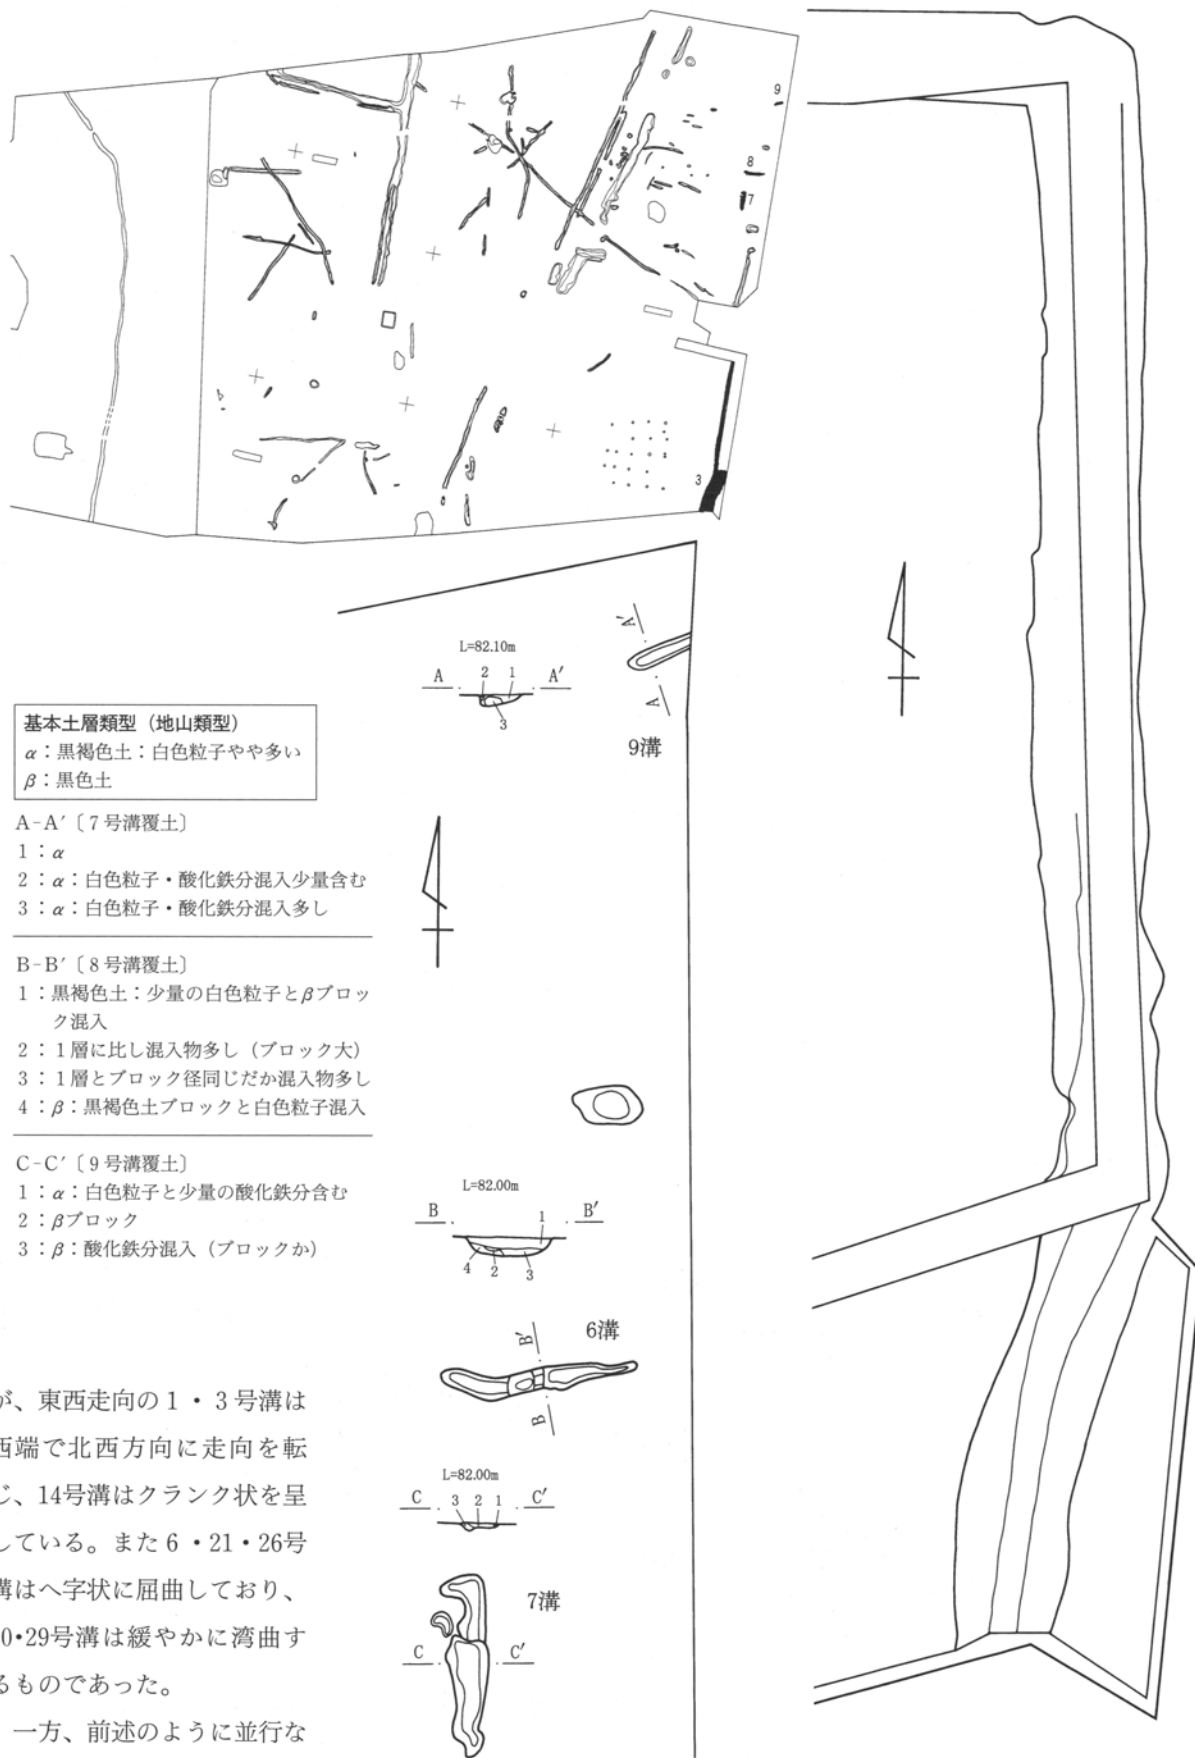 9
8
7
3
L=82.10m
A 2 1 A′
3
A′
A
9溝
基本土層類型（地山類型）
α：黒褐色土：白色粒子やや多い
β：黒色土
A-A′〔7号溝覆土〕
1：α
2：α：白色粒子・酸化鉄分混入少量含む
3：α：白色粒子・酸化鉄分混入多し
B-B′〔8号溝覆土〕
1：黒褐色土：少量の白色粒子とβブロッ
ク混入
2：1層に比し混入物多し（ブロック大）
3：1層とブロック径同じだか混入物多し
4：β：黒褐色土ブロックと白色粒子混入
C-C′〔9号溝覆土〕
1：α：白色粒子と少量の酸化鉄分含む
2：βブロック
3：β：酸化鉄分混入（ブロックか）
L=82.00m
B 1 B′
4 2 3
B′
6溝
B
L=82.00m
C 3 2 1 C′
7溝
C C′
が、東西走向の1・3号溝は
西端で北西方向に走向を転
じ、14号溝はクランク状を呈
している。また6・21・26号
溝はへ字状に屈曲しており、
0・29号溝は緩やかに湾曲す
るものであった。
一方、前述のように並行な